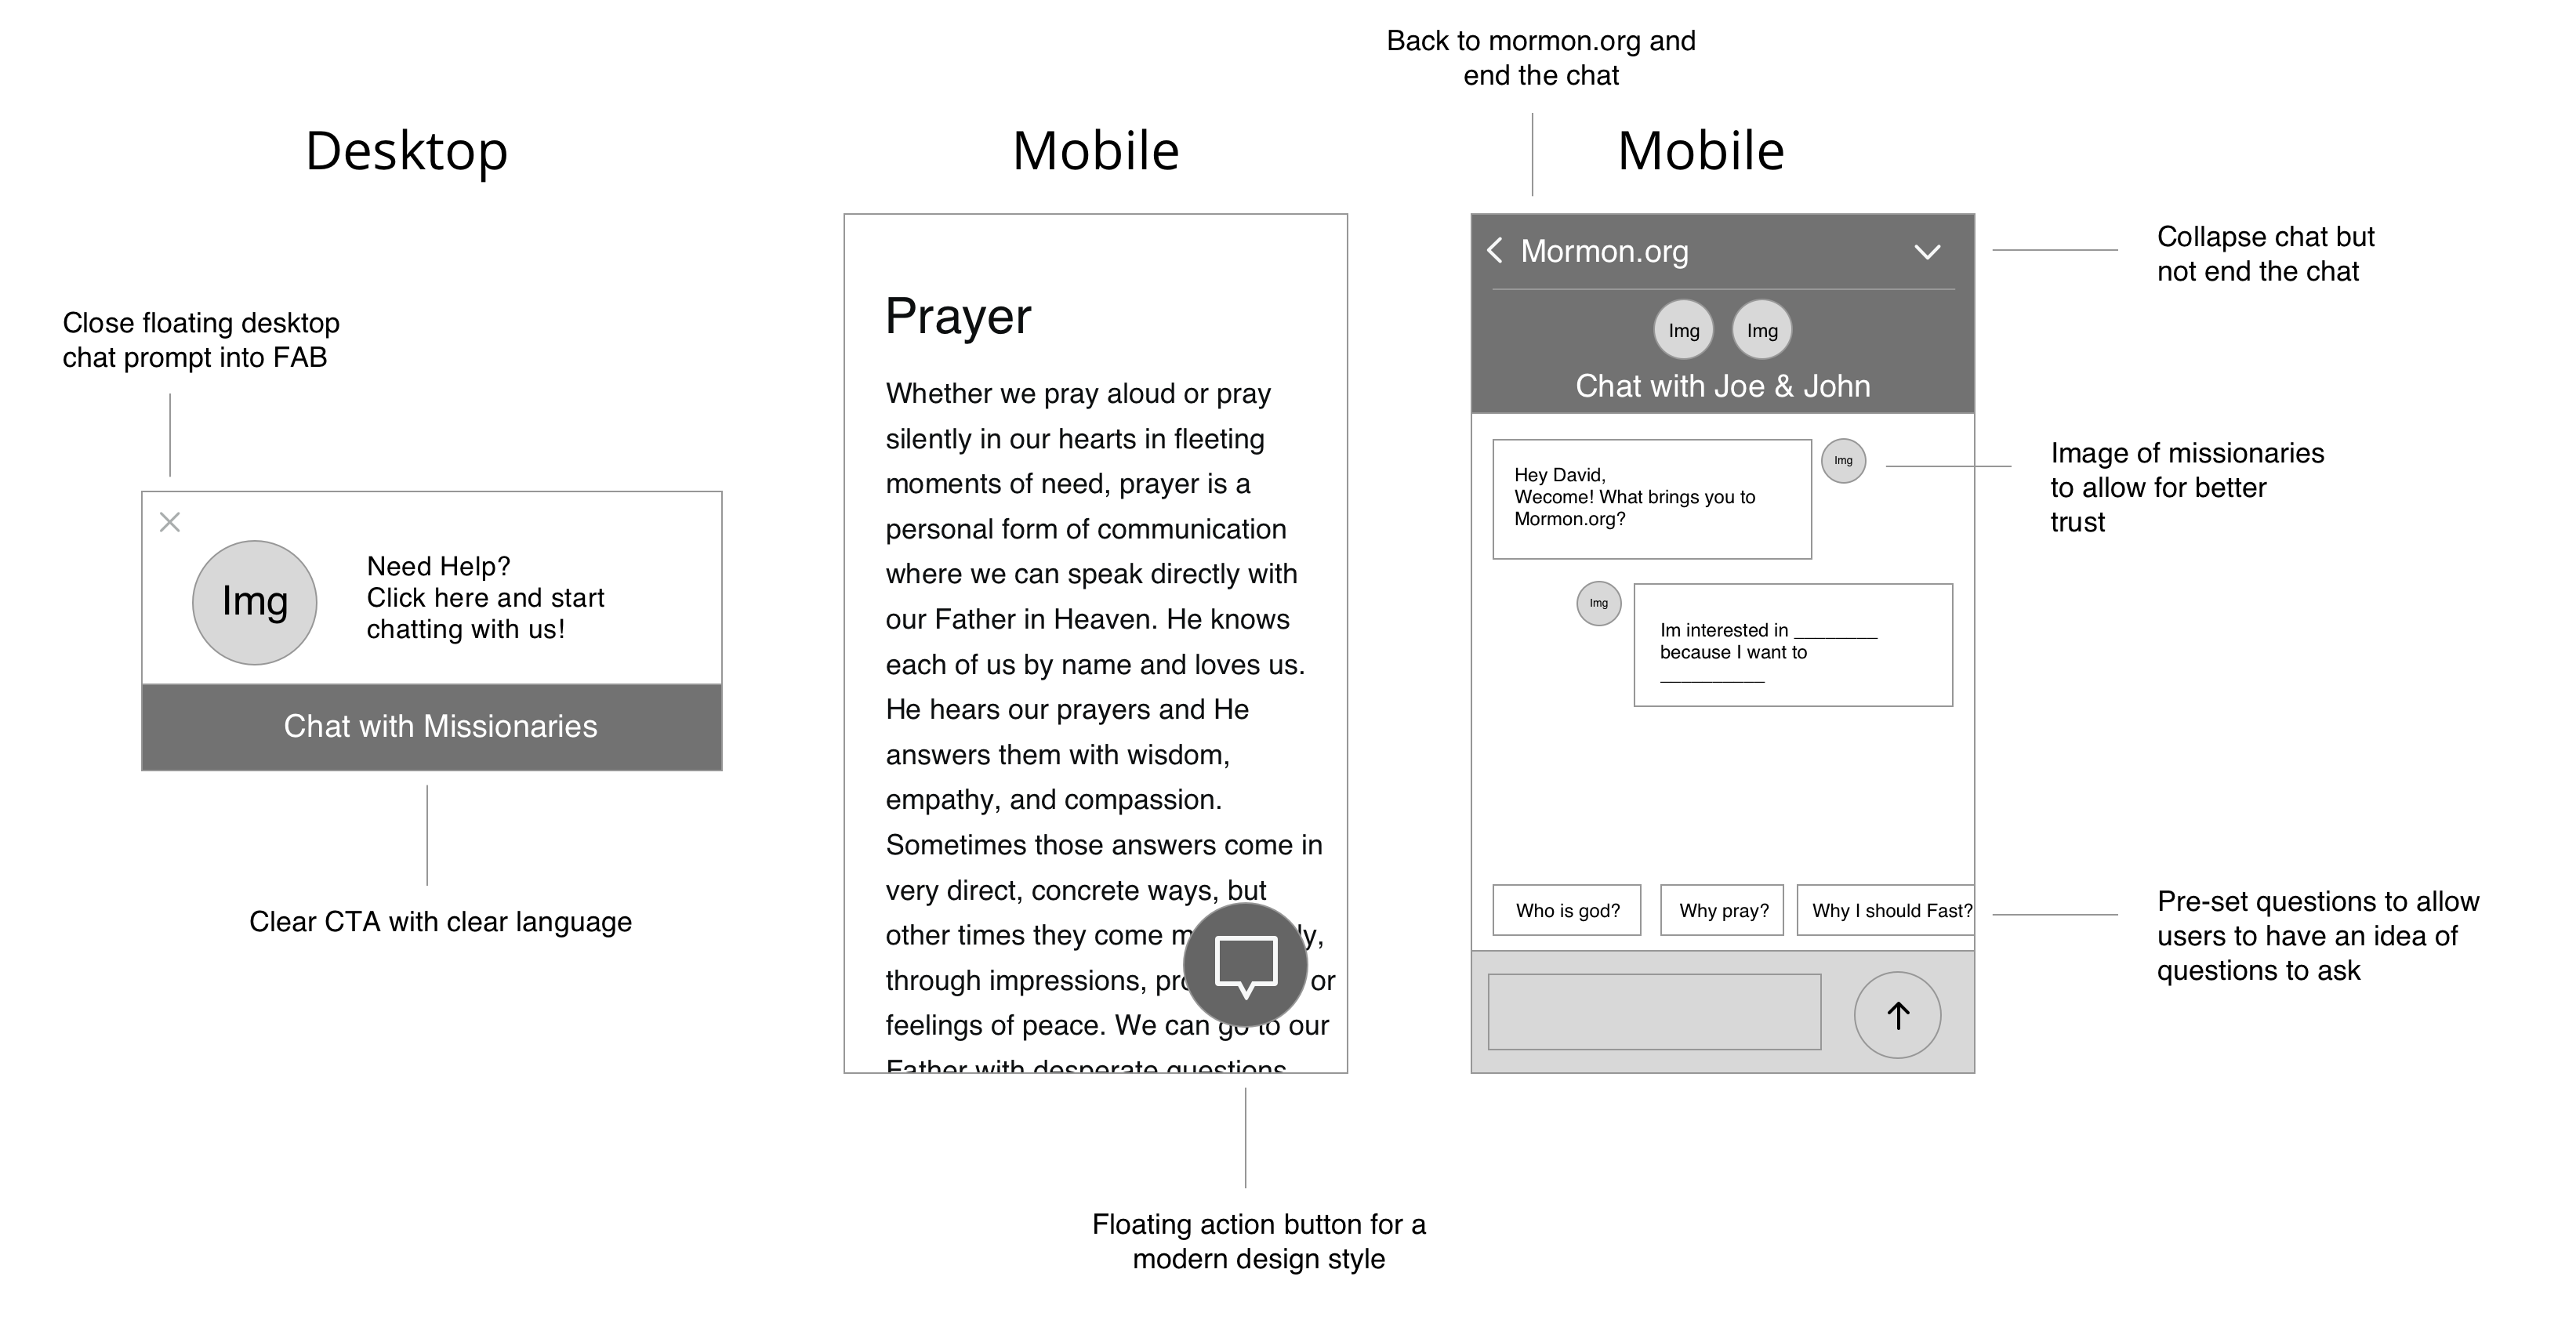 Back to mormon.org and
end the chat
Desktop
Mobile
Mobile
Close floating desktop
chat prompt into FAB
Img
Need Help?
Click here and start
chatting with us!
Chat with Missionaries
Clear CTA with clear language
Prayer
Whether we pray aloud or pray
silently in our hearts in fleeting
moments of need, prayer is a
personal form of communication
where we can speak directly with
our Father in Heaven. He knows
each of us by name and loves us.
He hears our prayers and He
answers them with wisdom,
empathy, and compassion.
Sometimes those answers come in
very direct, concrete ways, but
other times they come
through impressions, or
feelings of peace. We can go to our
Father with desperate questions
Floating action button for a
modern design style
Mormon.org
Img Img
Chat with Joe & John
Hey David,
Wecome! What brings you to
Mormon.org?
Img
Img
Im interested in ________
because I want to
__________
Who is god?
Why pray?
Why I should Fast?
Collapse chat but
not end the chat
Image of missionaries
to allow for better
trust
Pre-set questions to allow
users to have an idea of
questions to ask